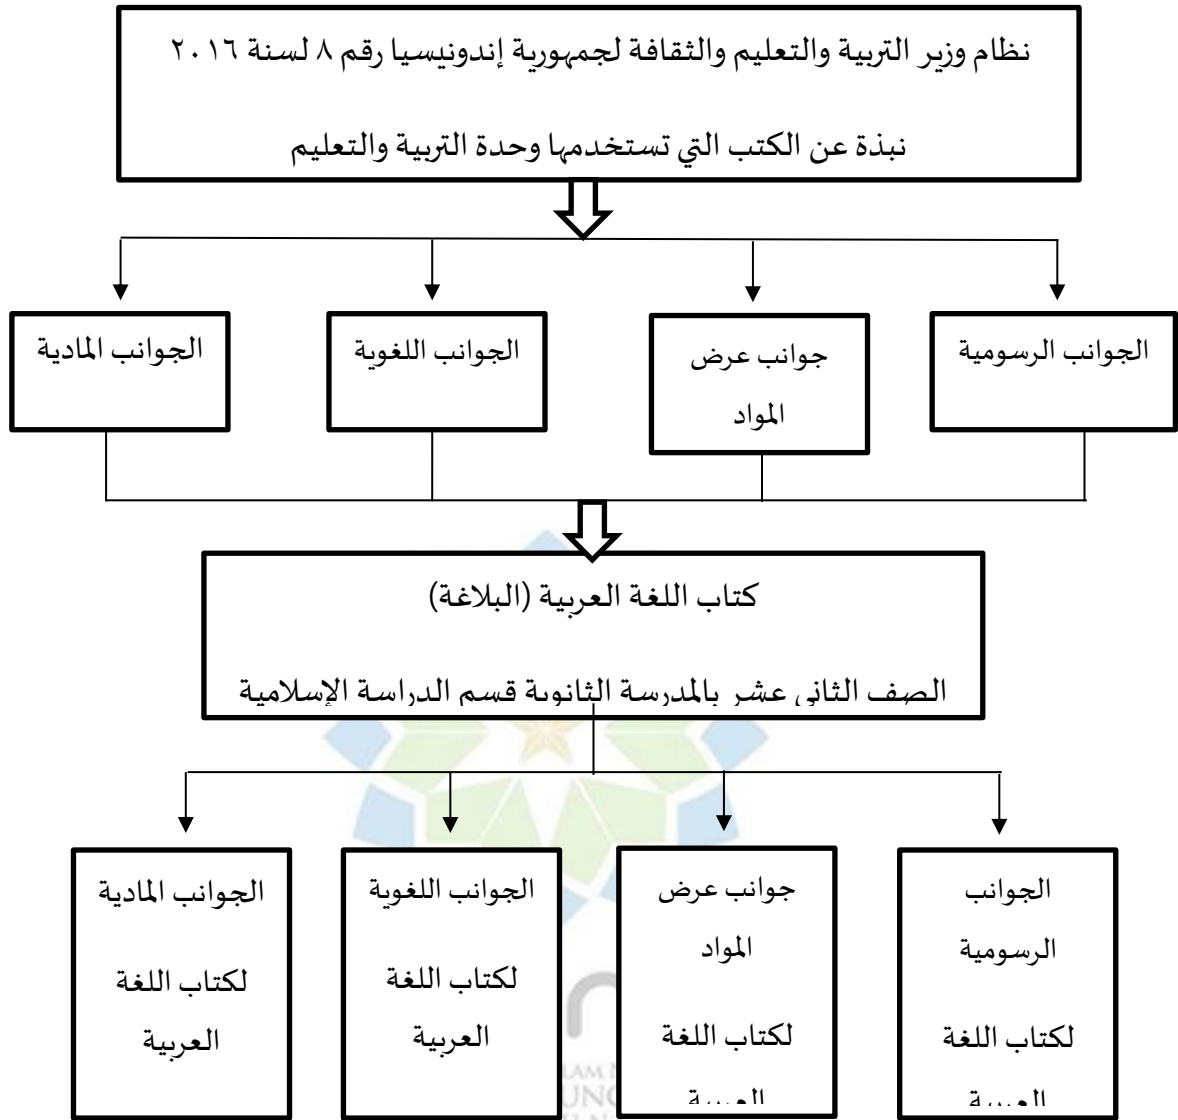 نظام وزير التربية والتعليم والثقافة لجمهورية إندونيسيا رقم ٨ لسنة ٢٠١٦
نبذة عن الكتب التي تستخدمها وحدة التربية والتعليم
الجوانب الرسومية
جوانب عرض
المواد
الجوانب اللغوية
الجوانب المادية
كتاب اللغة العربية (البلاغة)
الصف الثاني عشر بالمدرسة الثانوية قسم الدراسة الإسلامية
الجوانب
الرسومية
لكتاب اللغة
العربية
جوانب عرض
المواد
لكتاب اللغة
العربية
الجوانب اللغوية
لكتاب اللغة
العربية
الجوانب المادية
لكتاب اللغة
العربية